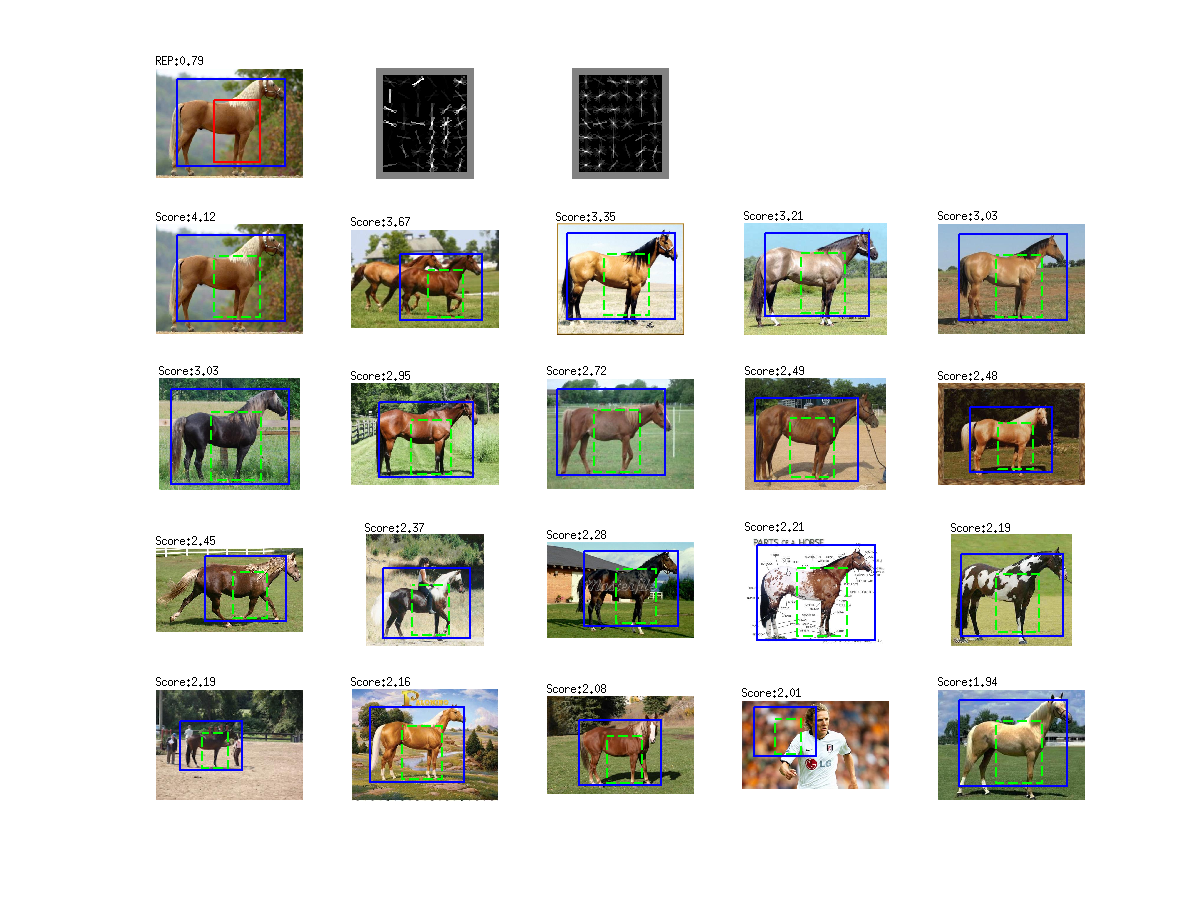 REP:0.79
Score:4.12
Score:3.67
Score:3.35
Score:3.21
Score:3.03
Score:3.03
Score:2.95
Score:2.72
Score:2.49
Score:2.48
Score:2.45
Score:2.37
Score:2.28
Score:2.21
PARTS OF A HORSE
Score:2.19
Score:2.19
Score:2.16
Score:2.08
Score:2.01
LG
Score:1.94